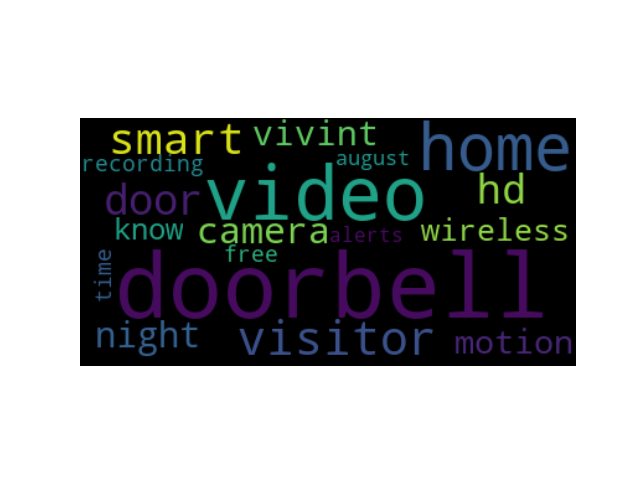 smart vivint home
recording august
door video hd
know camera alerts wireless
free
time doorbell
night visitor motion